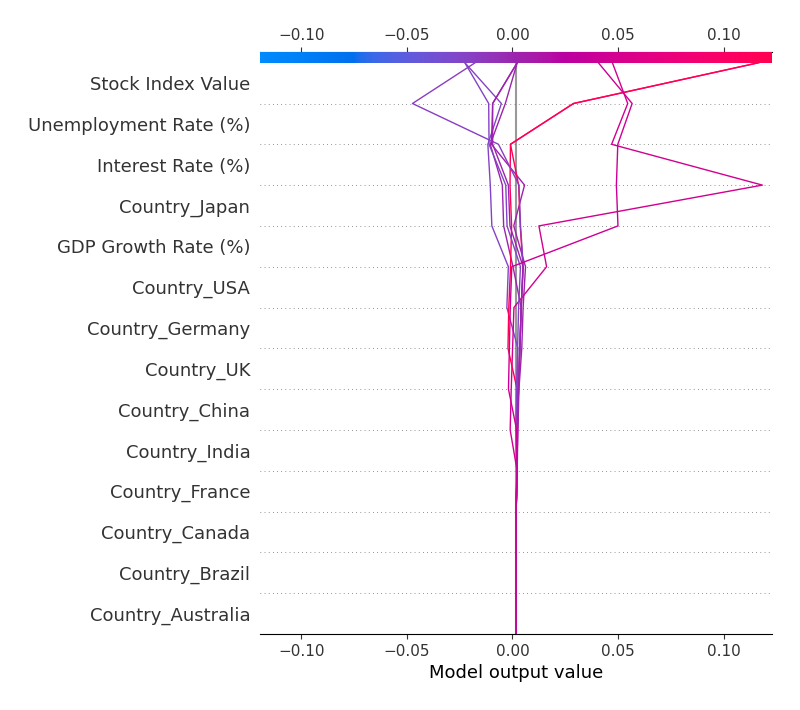 −0.10 −0.05 0.00 0.05 0.10
Stock Index Value
Unemployment Rate (%)
Interest Rate (%)
Country_Japan
GDP Growth Rate (%)
Country_USA
Country_Germany
Country_UK
Country_China
Country_India
Country_France
Country_Canada
Country_Brazil
Country_Australia
−0.10 −0.05 0.00 0.05 0.10
Model output value